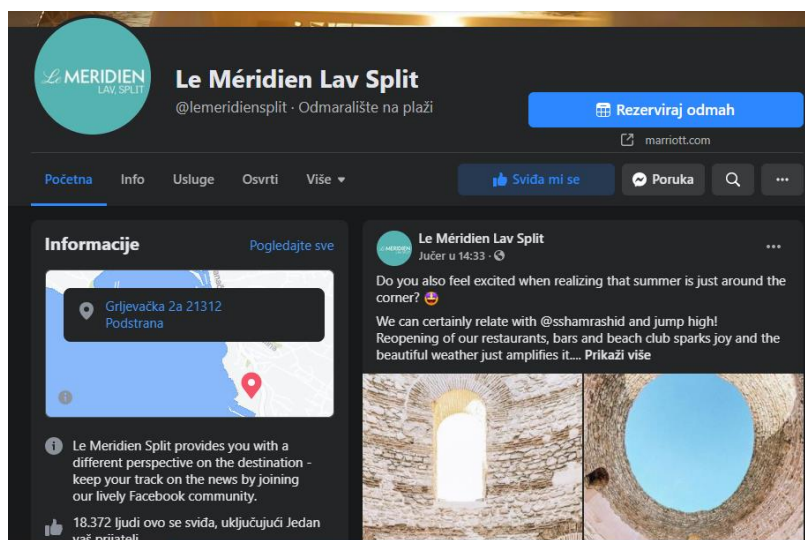 Le MERIDIEN
LAV, SPLIT
Le Méridien Lav Split
@lemeridiensplit · Odmaralište na plaži
Rezerviraj odmah
marriott.com
Početna Info Usluge Osvrti Više
Sviđa mi se Poruka
Informacije Pogledajte sve
Grljevačka 2a 21312
Podstrana
Le Meridien Split provides you with a
different perspective on the destination -
keep your track on the news by joining
our lively Facebook community.
18.372 ljudi ovo se sviđa, uključujući Jedan
vaš prijatelj
Le Méridien Lav Split
Jučer u 14:33 ·
Do you also feel excited when realizing that summer is just around the
corner? 🤩
We can certainly relate with @sshamrashid and jump high!
Reopening of our restaurants, bars and beach club sparks joy and the
beautiful weather just amplifies it.... Prikaži više